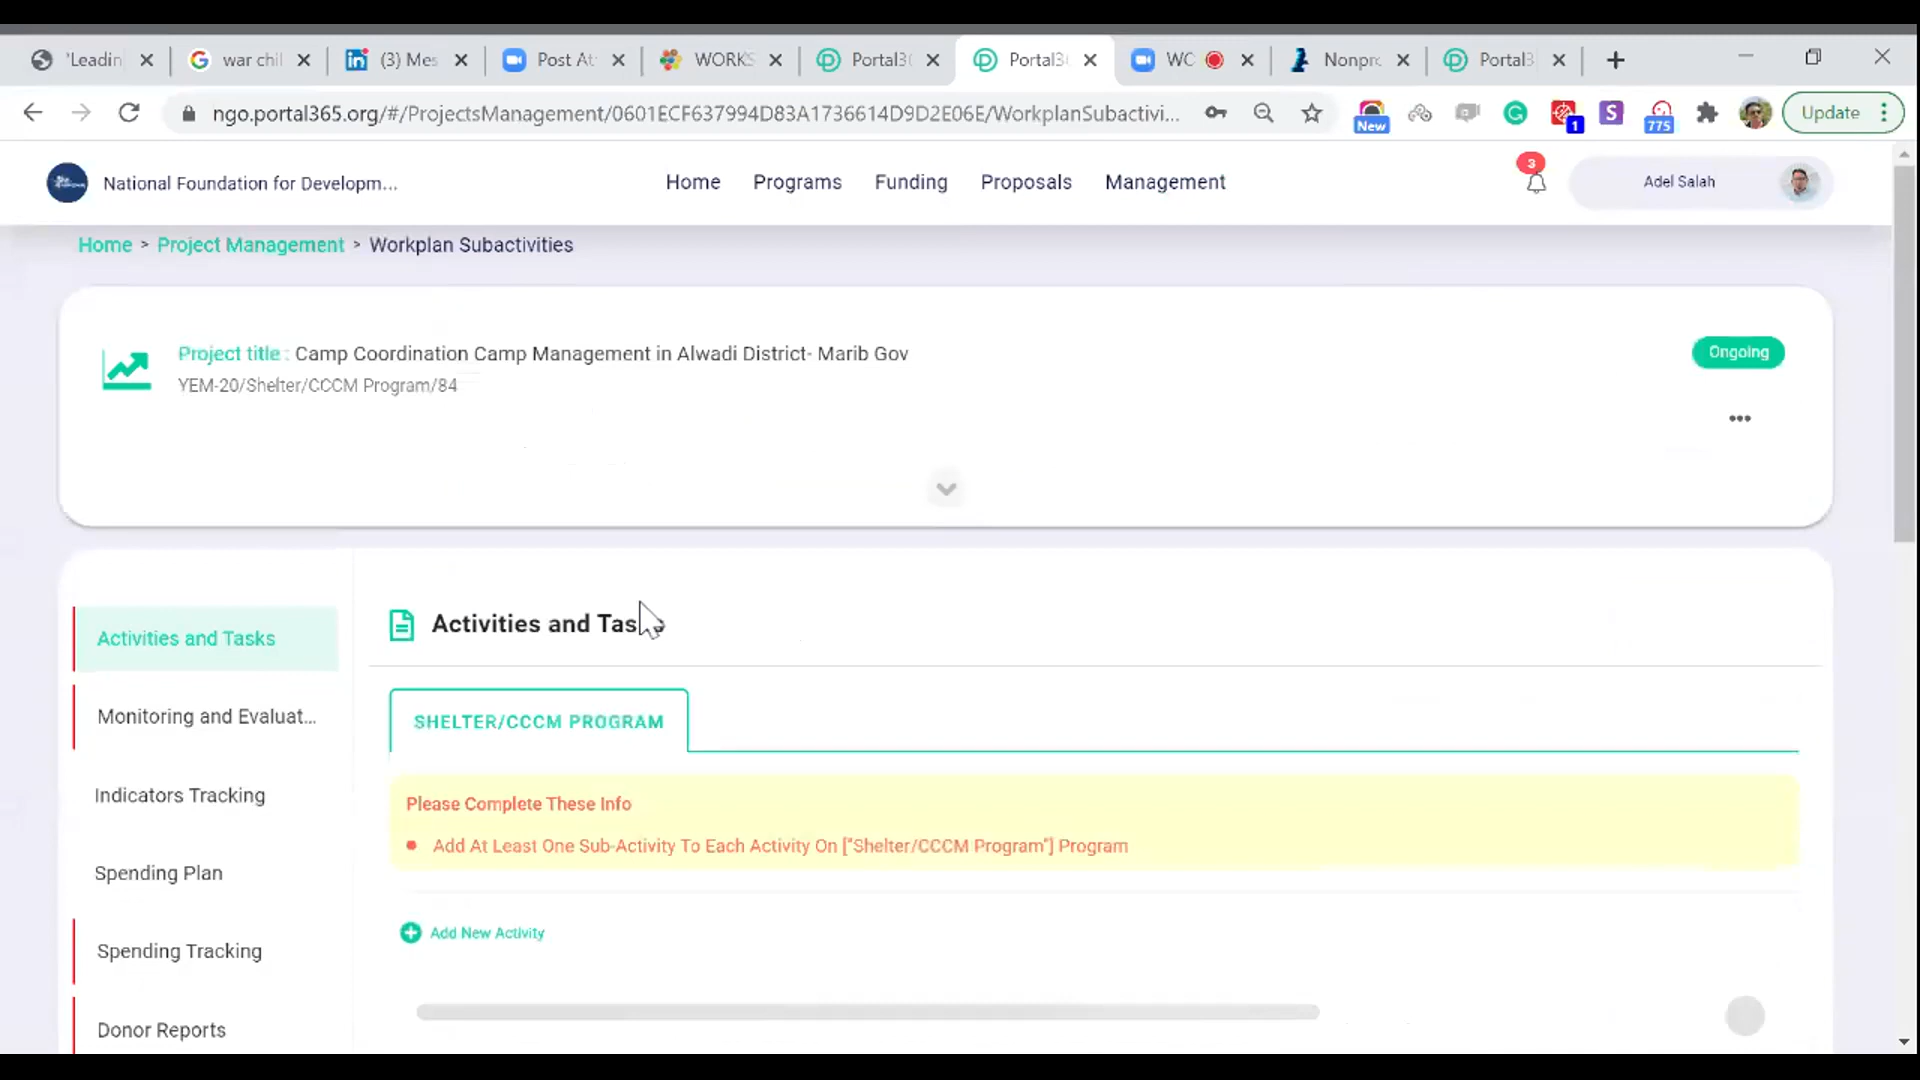 'Leadin
war chil
(3) Mes
Post At
WORKS
Portal3
Portal3
WO
Nonpro
Portal3
ngo.portal365.org/#/ProjectsManagement/0601ECF637994D83A1736614D9D2E06E/WorkplanSubactivi...
New
1
S
775
Update
National Foundation for Developm...
Home
Programs
Funding
Proposals
Management
3
Adel Salah
Home > Project Management > Workplan Subactivities
Project title : Camp Coordination Camp Management in Alwadi District- Marib Gov
Ongoing
YEM-20/Shelter/CCCM Program/84
Activities and Tasks
Activities and Tas
Monitoring and Evaluat...
SHELTER/CCCM PROGRAM
Indicators Tracking
Please Complete These Info
Add At Least One Sub-Activity To Each Activity On ["Shelter/CCCM Program"] Program
Spending Plan
Add New Activity
Spending Tracking
Donor Reports